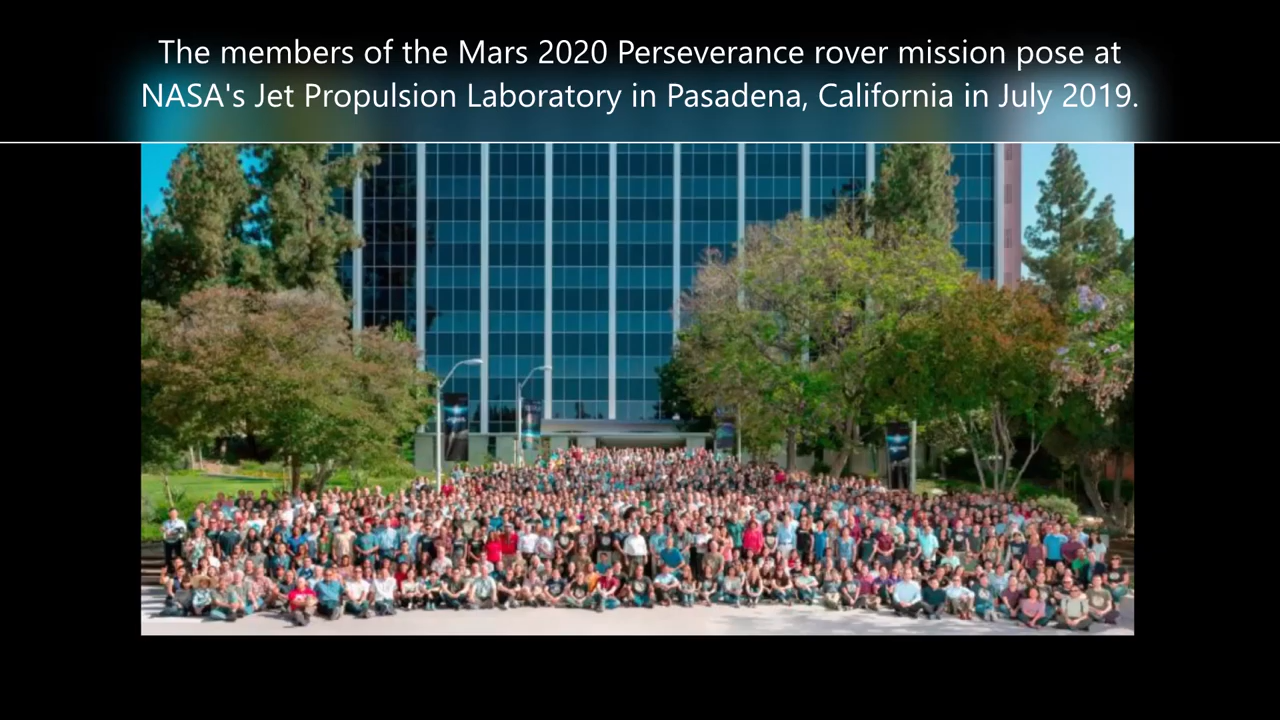 The members of the Mars 2020 Perseverance rover mission pose at
NASA's Jet Propulsion Laboratory in Pasadena, California in July 2019.